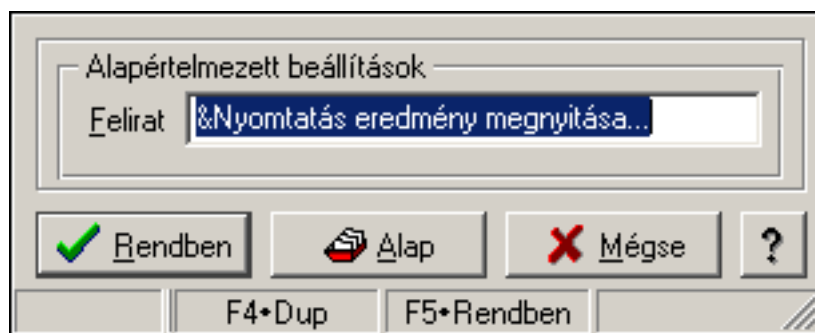 Alapértelmezett beállítások
Felirat &Nyomtatás eredmény megnyitása...
Rendben Alap Mégse ?
F4•Dup F5•Rendben